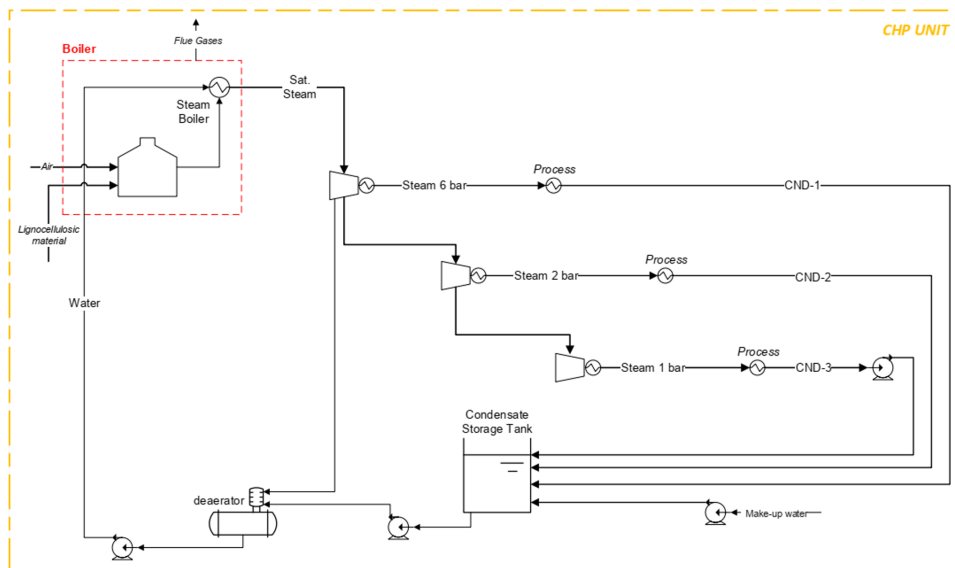 CHP UNIT
Flue Gases
Boiler
Sat.
Steam
Steam
Boiler
Air
Process
Steam 6 bar
CND-1
Lignocellulosic
material
Process
Steam 2 bar
CND-2
Water
Process
Steam 1 bar
CND-3
Condensate
Storage Tank
deaerator
Make-up water